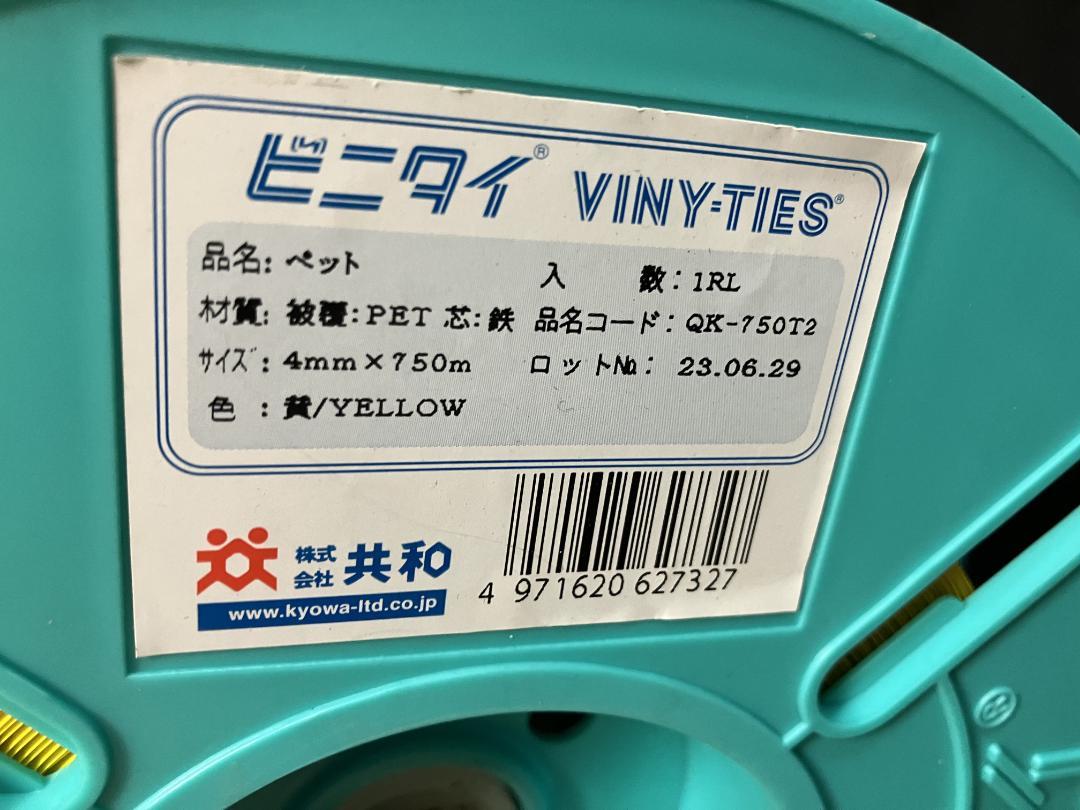 ビニタイ® VINY-TIES®
品名: ペット 入 数: 1RL
材質: 被覆:PET 芯:鉄 品名コード: QK-750T2
サイズ: 4mm×750m ロット№: 23.06.29
色 : 黄/YELLOW
株式会社 共和
www.kyowa-ltd.co.jp
4 971620 627327
®